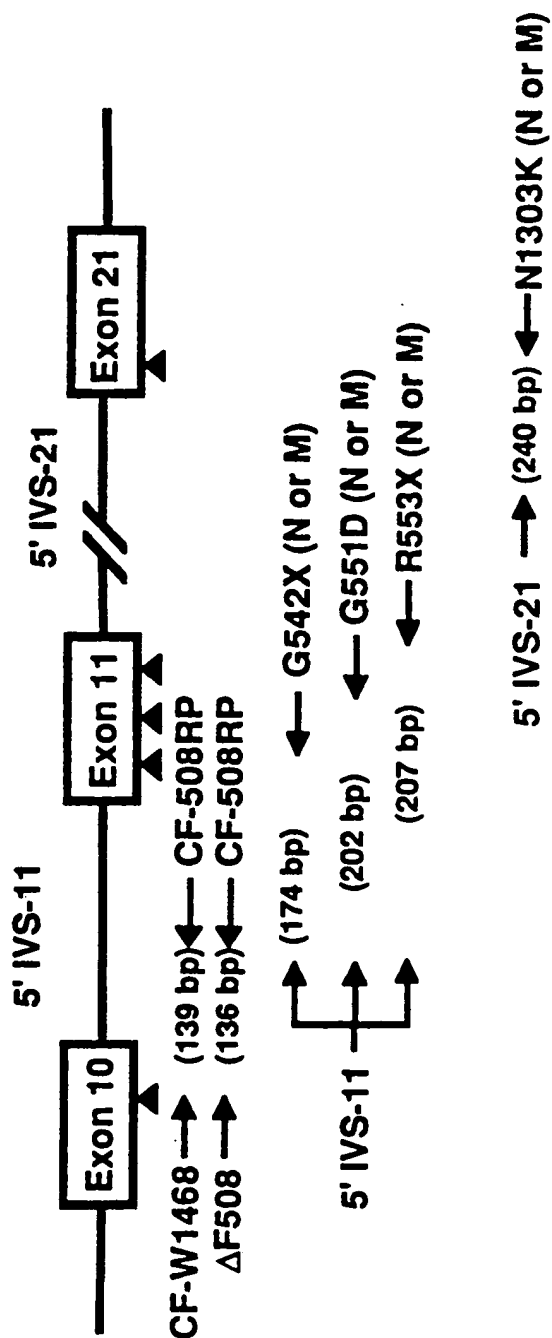 5' IVS-11
5' IVS-21
Exon 10
Exon 11
Exon 21
CF-W1468 (139 bp) CF-508RP
ΔF508 (136 bp) CF-508RP
5' IVS-11
(174 bp) G542X (N or M)
(202 bp) G551D (N or M)
(207 bp) R553X (N or M)
5' IVS-21 (240 bp) N1303K (N or M)